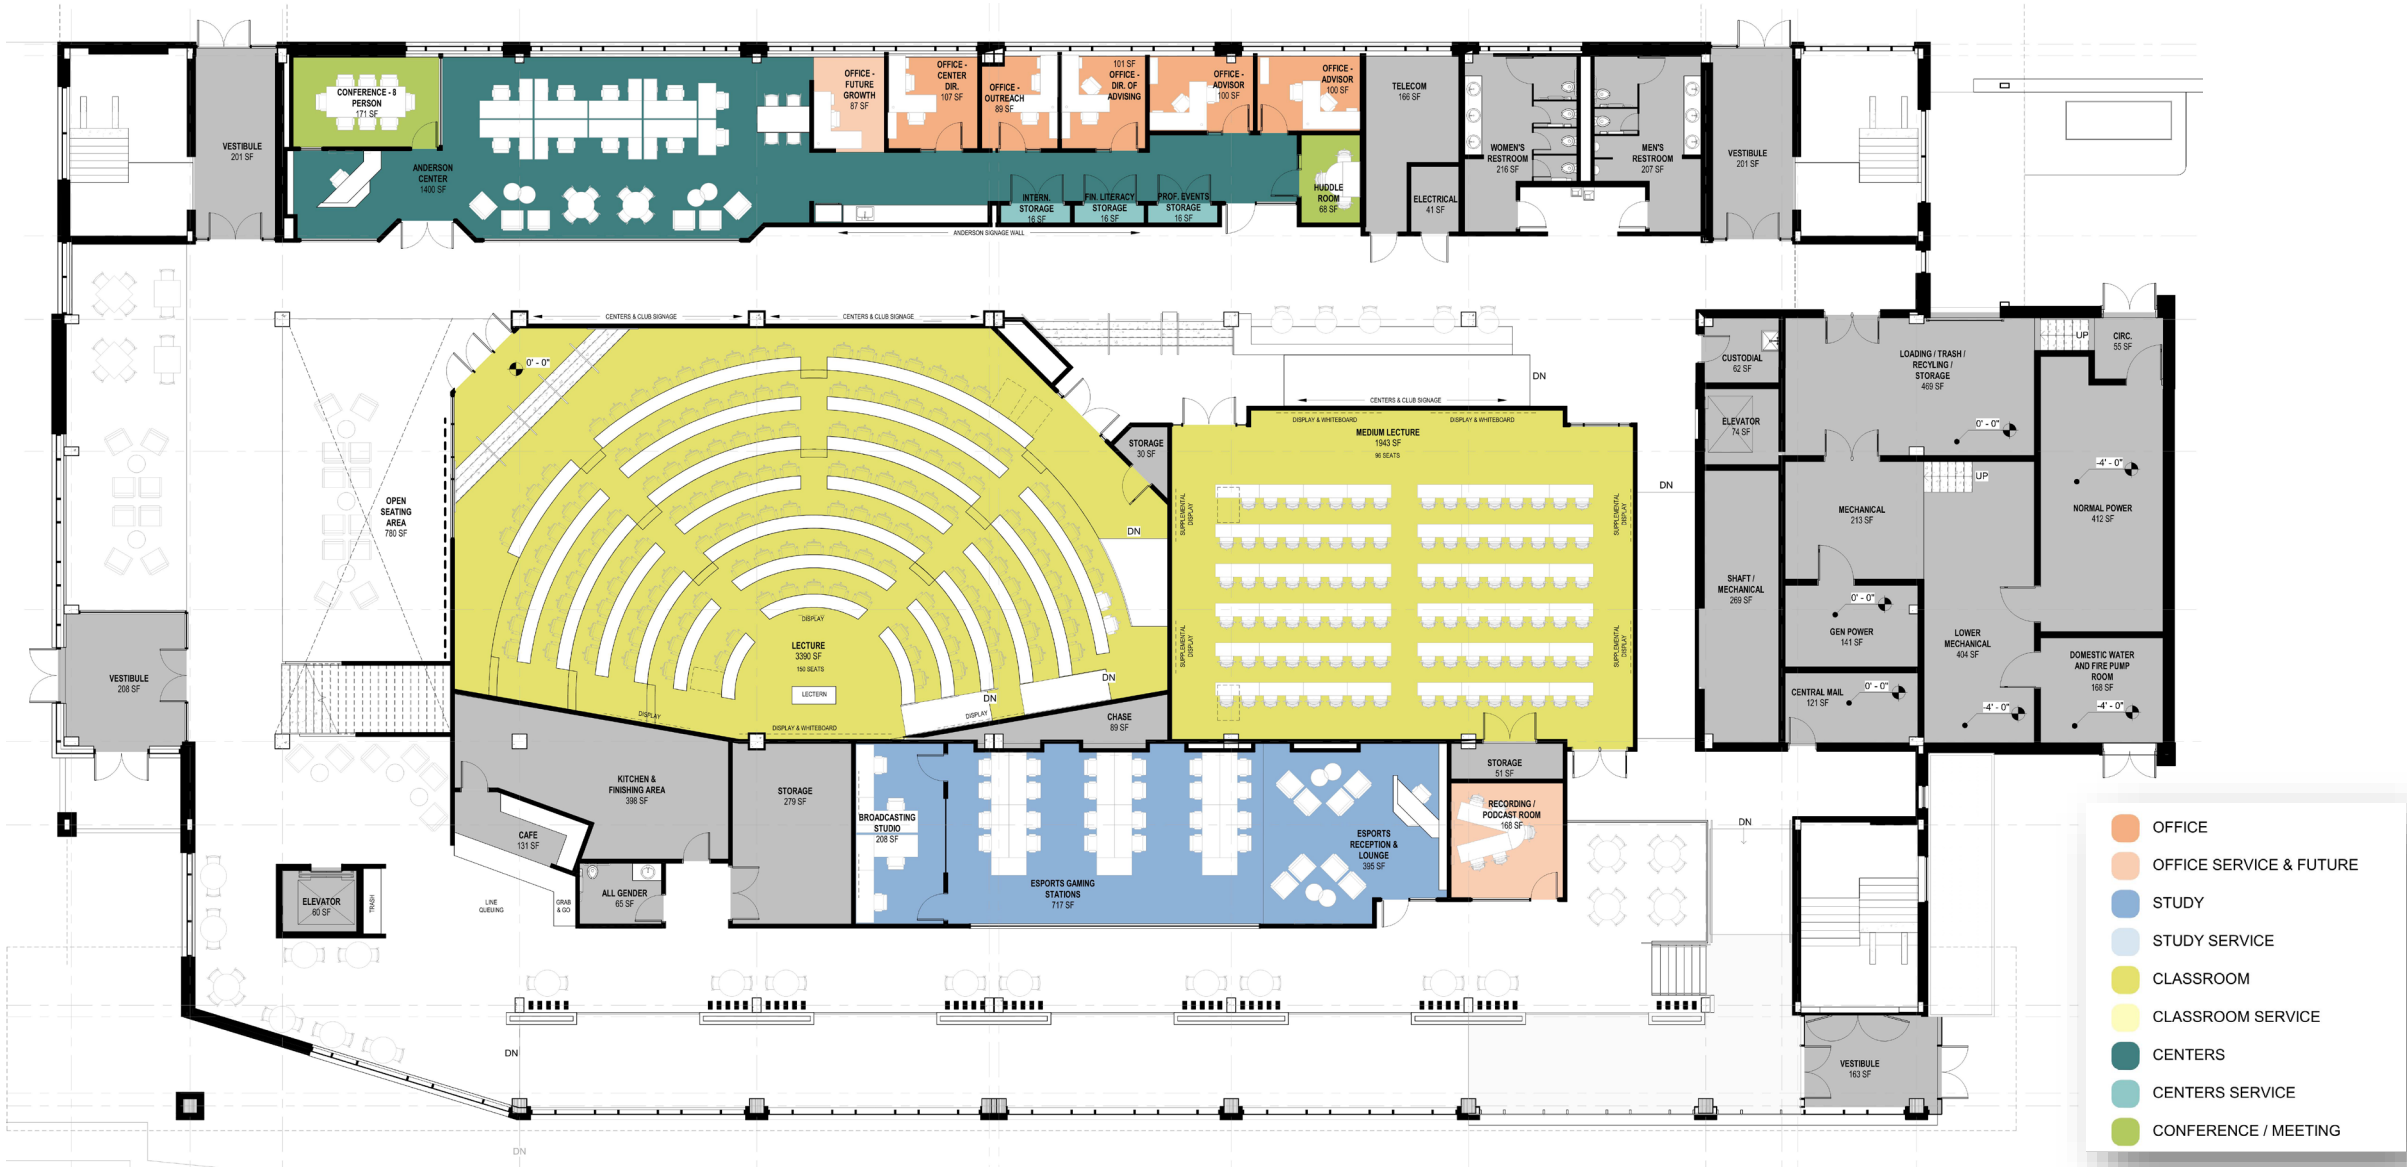 CONFERENCE - 8
PERSON
171 SF
VESTIBULE
201 SF
ANDERSON
CENTER
1400 SF
OFFICE -
FUTURE
GROWTH
87 SF
OFFICE -
CENTER
DIR.
107 SF
OFFICE -
OUTREACH
89 SF
101 SF
OFFICE -
DIR. OF
ADVISING
OFFICE -
ADVISOR
100 SF
OFFICE -
ADVISOR
100 SF
TELECOM
166 SF
WOMEN'S
RESTROOM
216 SF
MEN'S
RESTROOM
207 SF
VESTIBULE
201 SF
INTERN.
STORAGE
16 SF
FIN. LITERACY
STORAGE
16 SF
PROF. EVENTS
STORAGE
16 SF
HUDDLE
ROOM
68 SF
ELECTRICAL
41 SF
ANDERSON SIGNAGE WALL
CENTERS & CLUB SIGNAGE
CENTERS & CLUB SIGNAGE
0' - 0"
DN
CENTERS & CLUB SIGNAGE
DISPLAY & WHITEBOARD
DISPLAY & WHITEBOARD
MEDIUM LECTURE
1943 SF
96 SEATS
STORAGE
30 SF
SUPPLEMENTAL
DISPLAY
SUPPLEMENTAL
DISPLAY
SUPPLEMENTAL
DISPLAY
SUPPLEMENTAL
DISPLAY
DN
DN
OPEN
SEATING
AREA
780 SF
DISPLAY
LECTURE
3390 SF
150 SEATS
LECTERN
DN
DN
DISPLAY
DISPLAY
DISPLAY & WHITEBOARD
CHASE
89 SF
CUSTODIAL
62 SF
ELEVATOR
74 SF
LOADING / TRASH /
RECYLING /
STORAGE
469 SF
0' - 0"
UP
CIRC.
55 SF
-4' - 0"
NORMAL POWER
412 SF
UP
MECHANICAL
213 SF
SHAFT /
MECHANICAL
269 SF
0' - 0"
GEN POWER
141 SF
LOWER
MECHANICAL
404 SF
-4' - 0"
CENTRAL MAIL
121 SF
0' - 0"
DOMESTIC WATER
AND FIRE PUMP
ROOM
168 SF
-4' - 0"
VESTIBULE
208 SF
KITCHEN &
FINISHING AREA
398 SF
STORAGE
279 SF
CAFE
131 SF
ALL GENDER
65 SF
LINE
QUEUING
GRAB
& GO
ELEVATOR
60 SF
TRASH
BROADCASTING
STUDIO
208 SF
ESPORTS GAMING
STATIONS
717 SF
ESPORTS
RECEPTION &
LOUNGE
395 SF
STORAGE
51 SF
RECORDING /
PODCAST ROOM
168 SF
DN
DN
DN
VESTIBULE
163 SF
OFFICE
OFFICE SERVICE & FUTURE
STUDY
STUDY SERVICE
CLASSROOM
CLASSROOM SERVICE
CENTERS
CENTERS SERVICE
CONFERENCE / MEETING